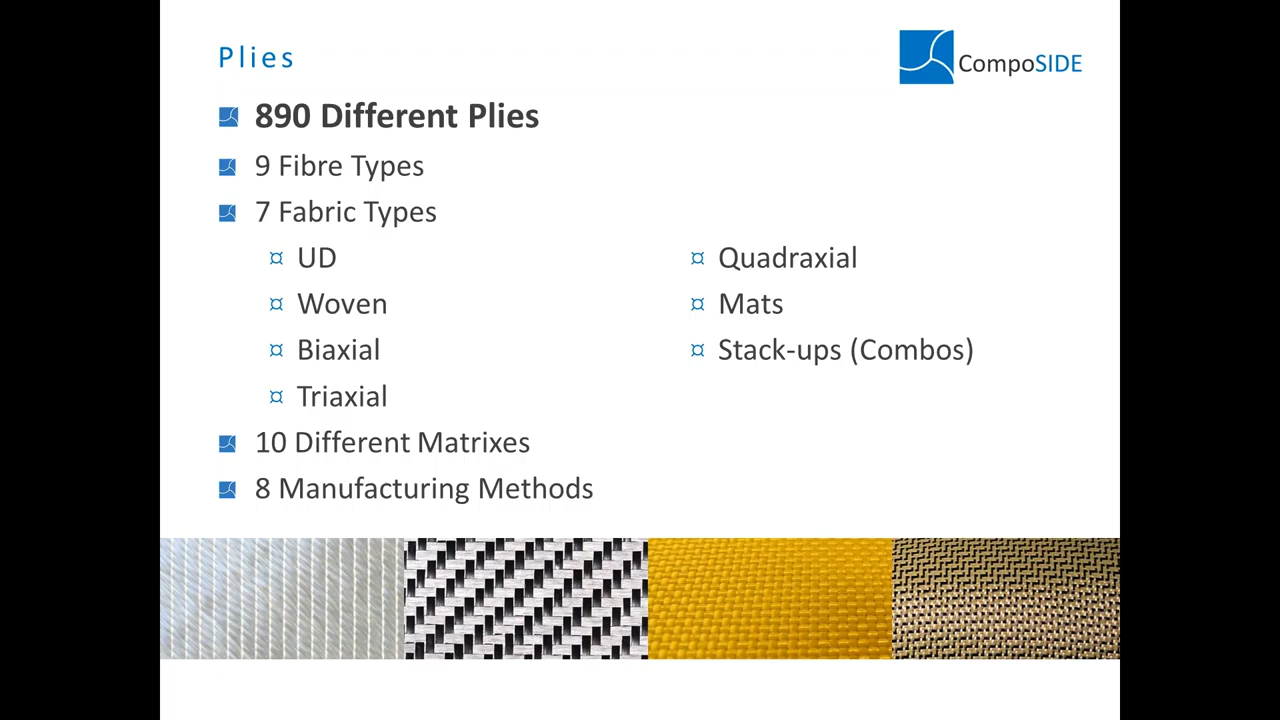 Plies
CompoSIDE
890 Different Plies
9 Fibre Types
7 Fabric Types
UD
Woven
Biaxial
Triaxial
Quadraxial
Mats
Stack-ups (Combos)
10 Different Matrixes
8 Manufacturing Methods